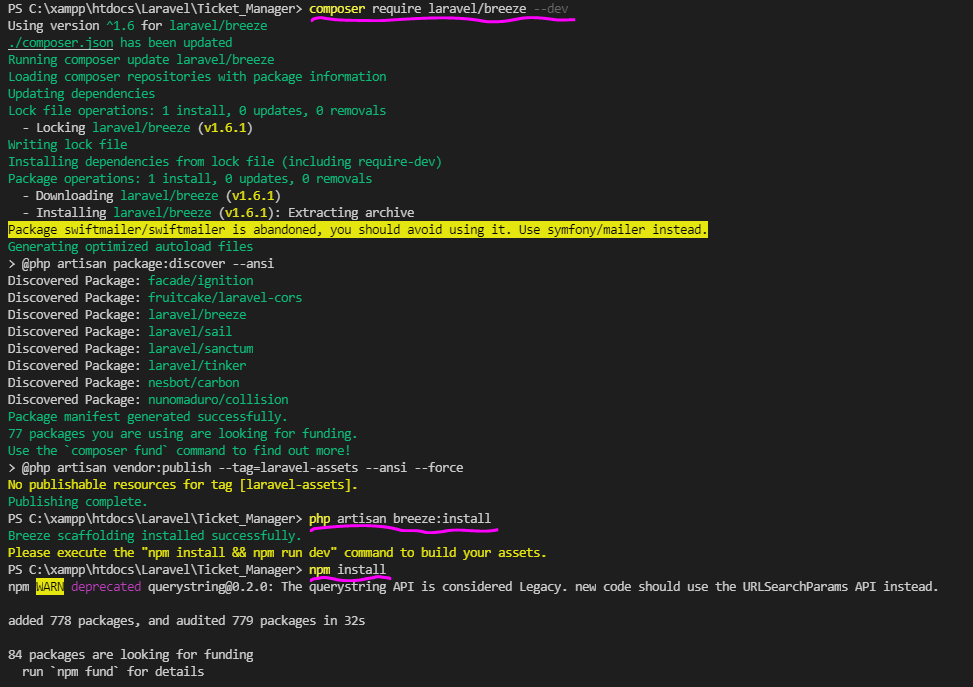 PS C:\xampp\htdocs\Laravel\Ticket_Manager> composer require laravel/breeze --dev
Using version ^1.6 for laravel/breeze
./composer.json has been updated
Running composer update laravel/breeze
Loading composer repositories with package information
Updating dependencies
Lock file operations: 1 install, 0 updates, 0 removals
  - Locking laravel/breeze (v1.6.1)
Writing lock file
Installing dependencies from lock file (including require-dev)
Package operations: 1 install, 0 updates, 0 removals
  - Downloading laravel/breeze (v1.6.1)
  - Installing laravel/breeze (v1.6.1): Extracting archive
Package swiftmailer/swiftmailer is abandoned, you should avoid using it. Use symfony/mailer instead.
Generating optimized autoload files
> @php artisan package:discover --ansi
Discovered Package: facade/ignition
Discovered Package: fruitcake/laravel-cors
Discovered Package: laravel/breeze
Discovered Package: laravel/sail
Discovered Package: laravel/sanctum
Discovered Package: laravel/tinker
Discovered Package: nesbot/carbon
Discovered Package: nunomaduro/collision
Package manifest generated successfully.
77 packages you are using are looking for funding.
Use the `composer fund` command to find out more!
> @php artisan vendor:publish --tag=laravel-assets --ansi --force
No publishable resources for tag [laravel-assets].
Publishing complete.
PS C:\xampp\htdocs\Laravel\Ticket_Manager> php artisan breeze:install
Breeze scaffolding installed successfully.
Please execute the "npm install && npm run dev" command to build your assets.
PS C:\xampp\htdocs\Laravel\Ticket_Manager> npm install
npm WARN deprecated querystring@0.2.0: The querystring API is considered Legacy. new code should use the URLSearchParams API instead.
added 778 packages, and audited 779 packages in 32s
84 packages are looking for funding
  run `npm fund` for details